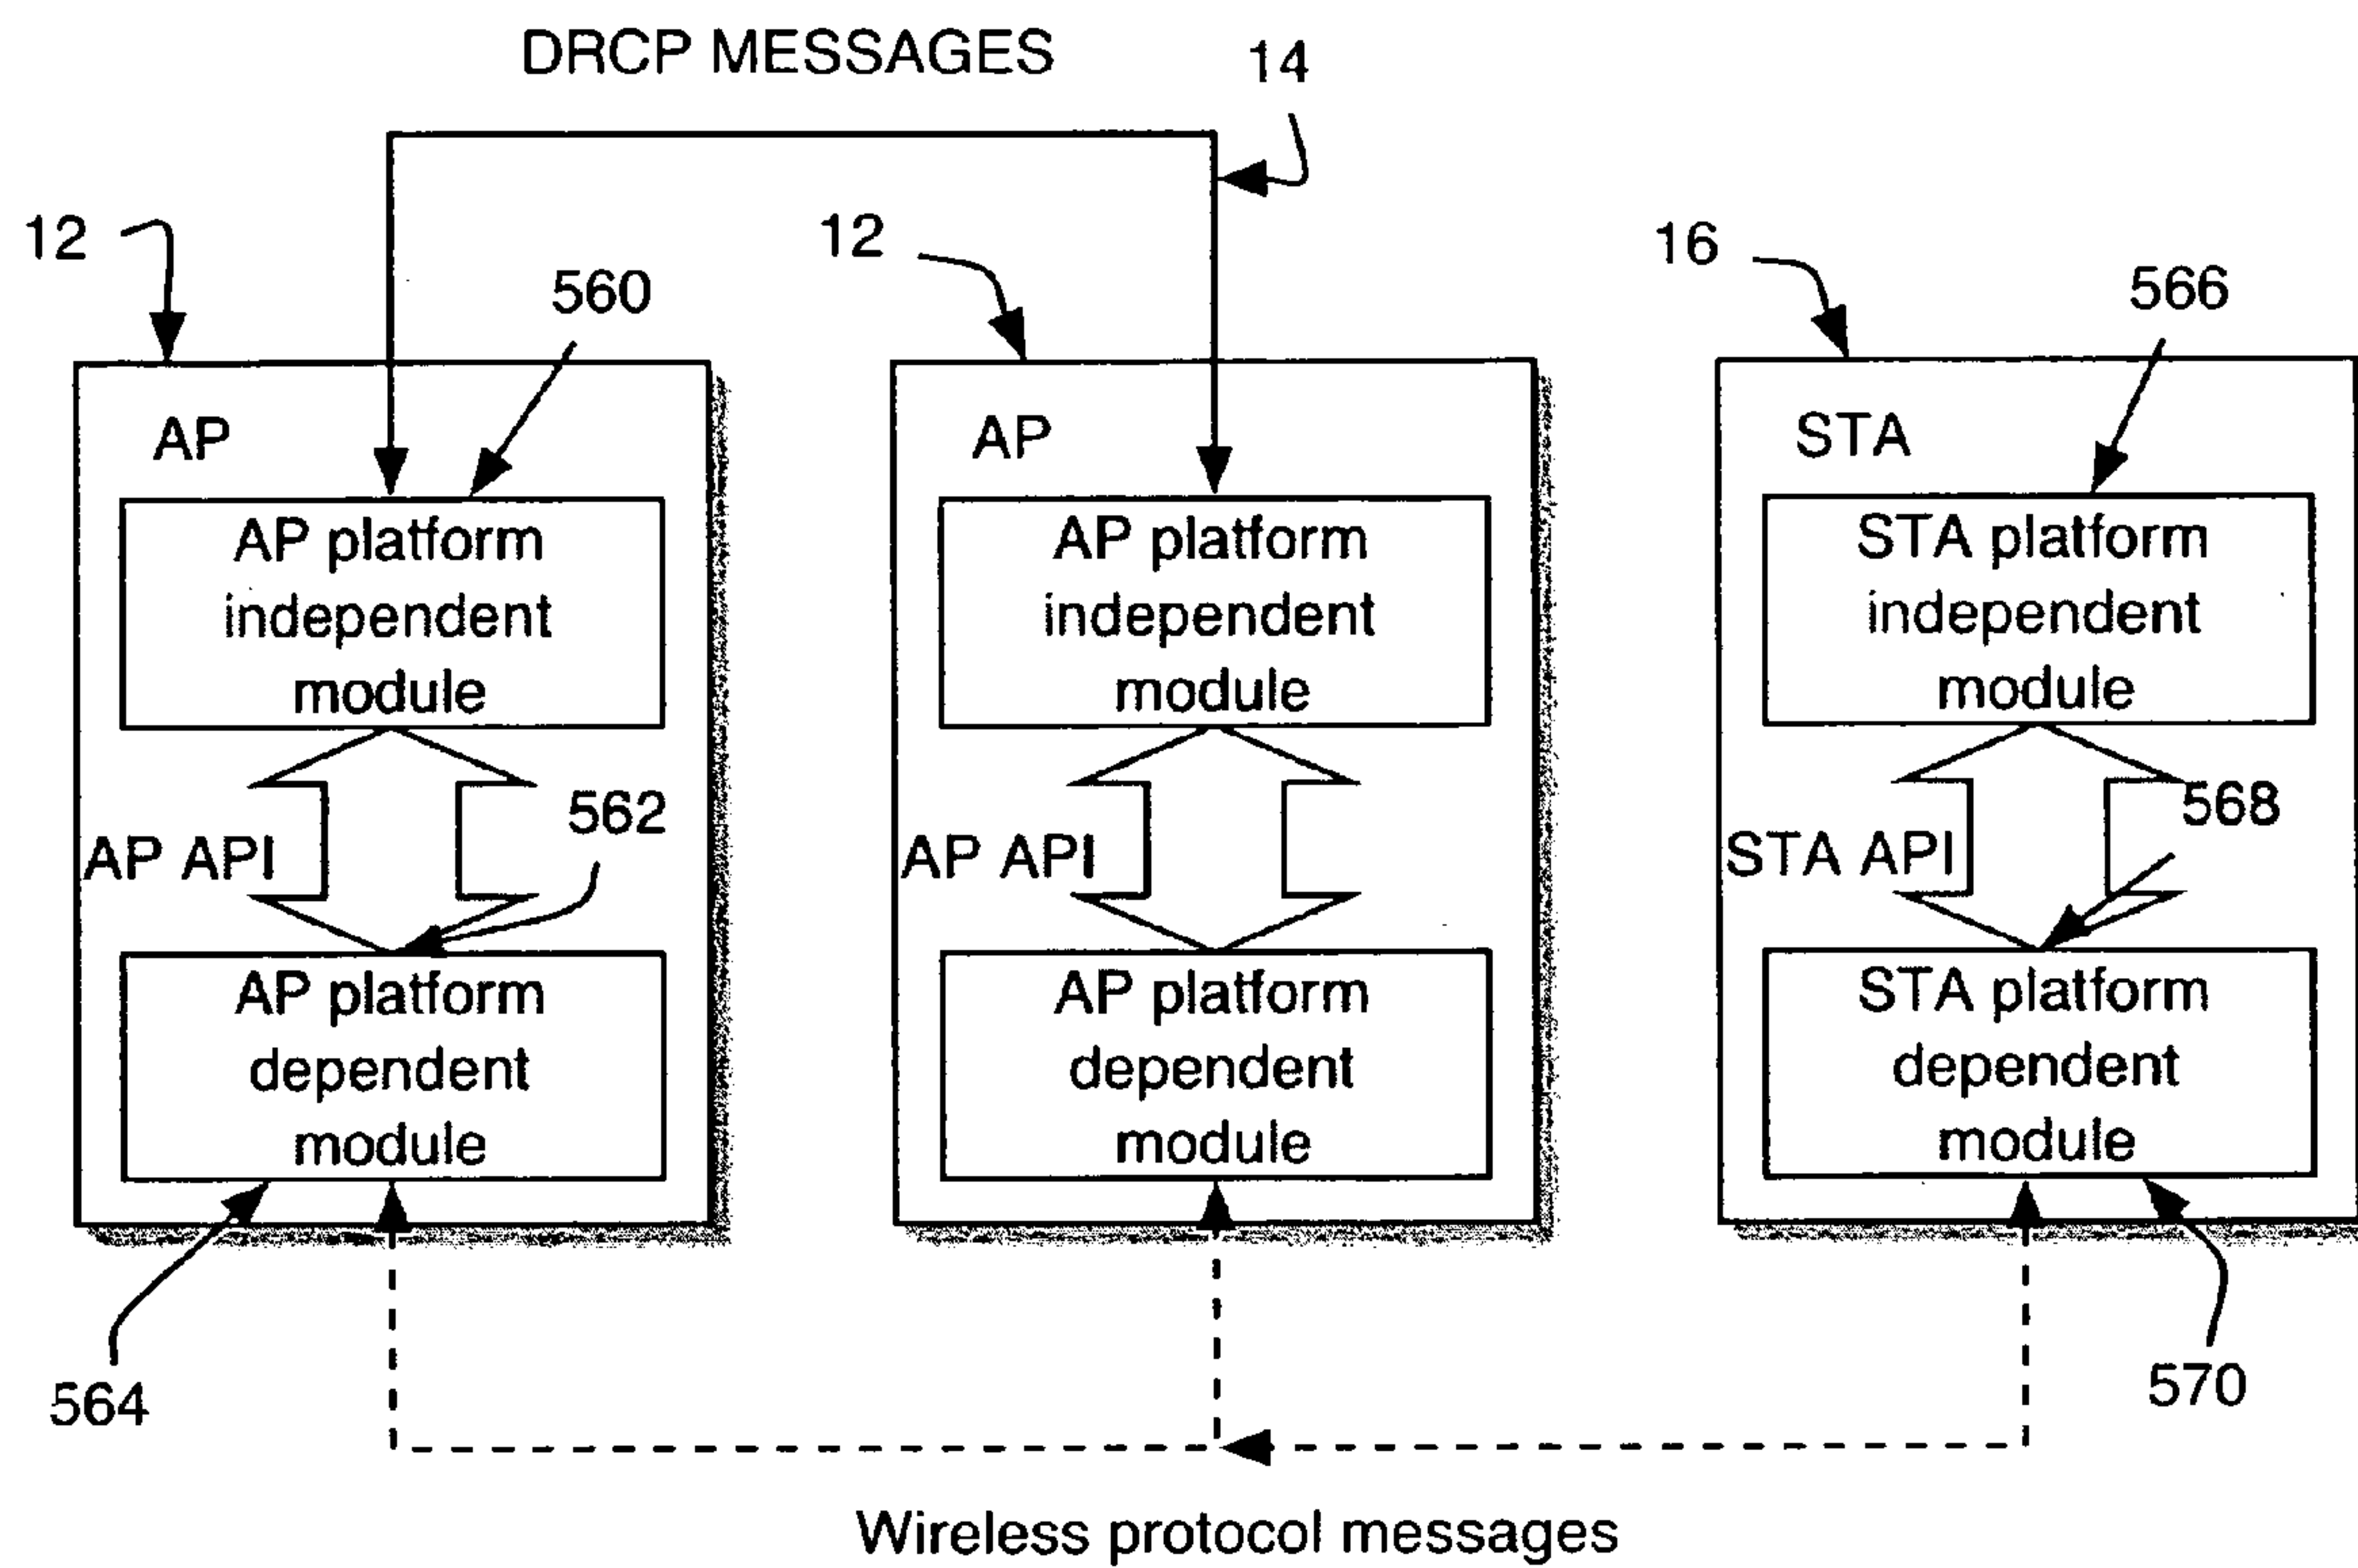 DRCP MESSAGES
14
12
12
16
560
566
AP
AP
STA
AP platform
independent
module
AP platform
independent
module
STA platform
independent
module
562
568
AP API
AP API
STA API
AP platform
dependent
module
AP platform
dependent
module
STA platform
dependent
module
564
570
Wireless protocol messages